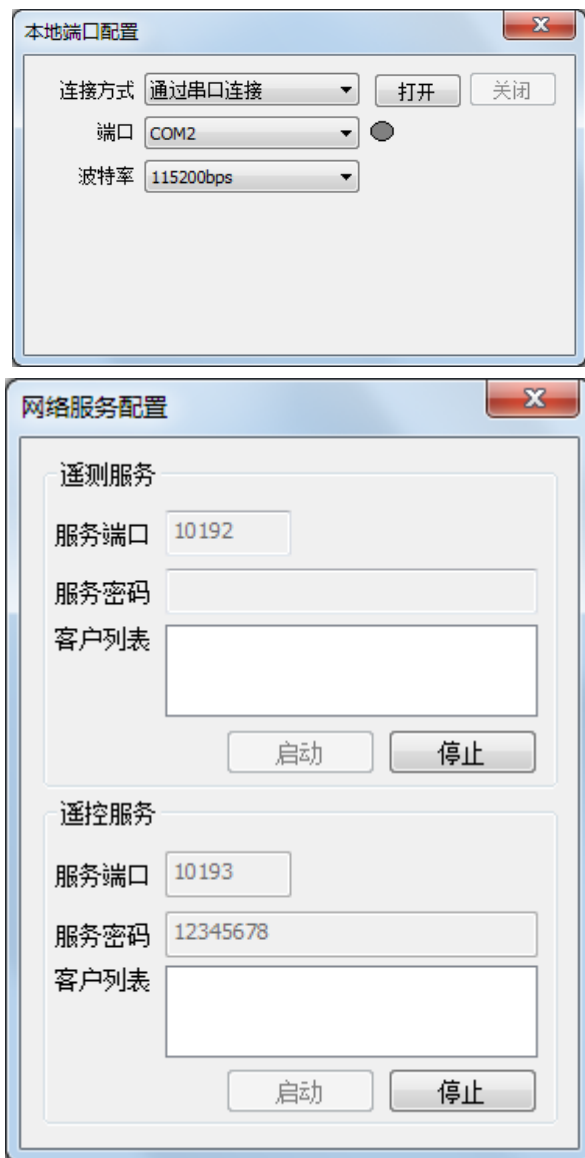 本地端口配置
连接方式 通过串口连接 打开 关闭
端口 COM2
波特率 115200bps
网络服务配置
遥测服务
服务端口 10192
服务密码
客户列表
启动 停止
遥控服务
服务端口 10193
服务密码 12345678
客户列表
启动 停止